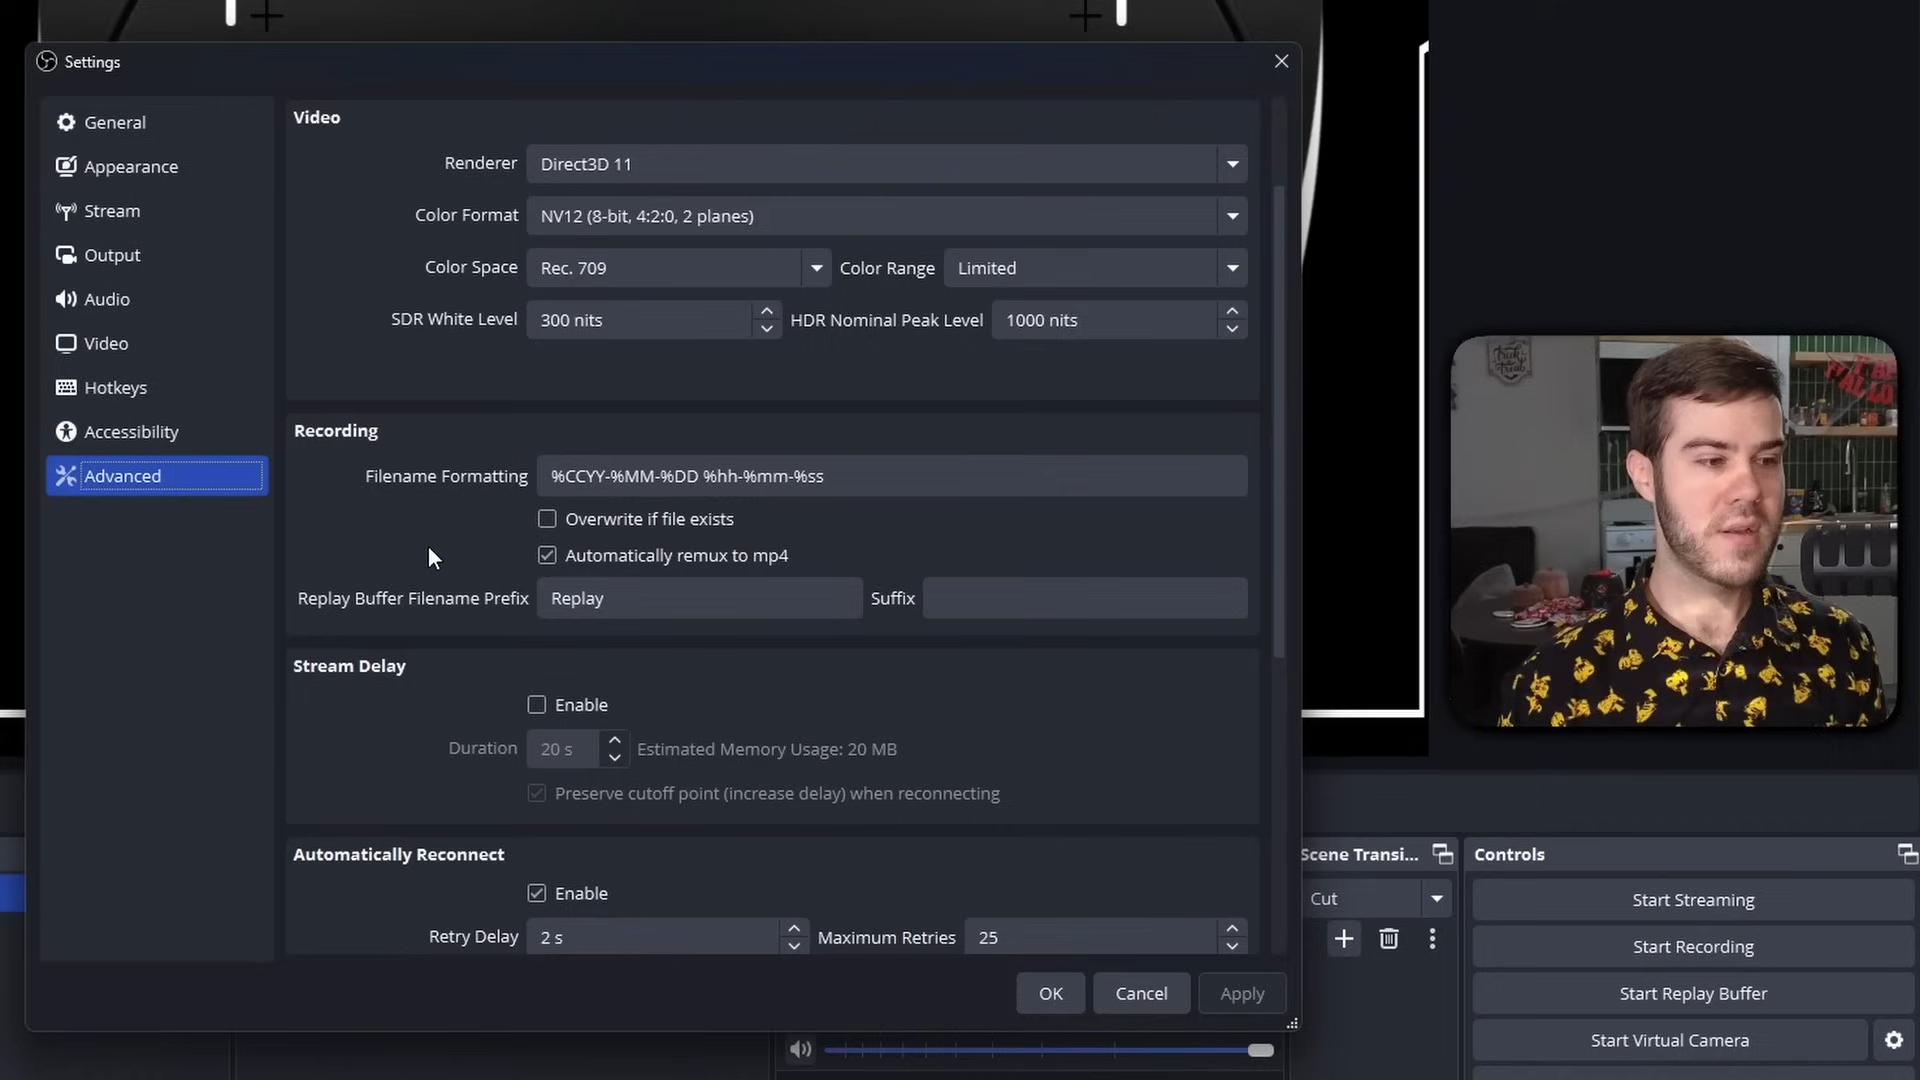 Settings
General
Appearance
Stream
Output
Audio
Video
Hotkeys
Accessibility
Advanced
Video
Renderer Direct3D 11
Color Format NV12 (8-bit, 4:2:0, 2 planes)
Color Space Rec. 709 Color Range Limited
SDR White Level 300 nits HDR Nominal Peak Level 1000 nits
Recording
Filename Formatting %CCYY-%MM-%DD %hh-%mm-%ss
Overwrite if file exists
Automatically remux to mp4
Replay Buffer Filename Prefix Replay Suffix
Stream Delay
Enable
Duration 20 s Estimated Memory Usage: 20 MB
Preserve cutoff point (increase delay) when reconnecting
Automatically Reconnect
Enable
Retry Delay 2 s Maximum Retries 25
OK Cancel Apply
Scene Transi...
Cut
Controls
Start Streaming
Start Recording
Start Replay Buffer
Start Virtual Camera